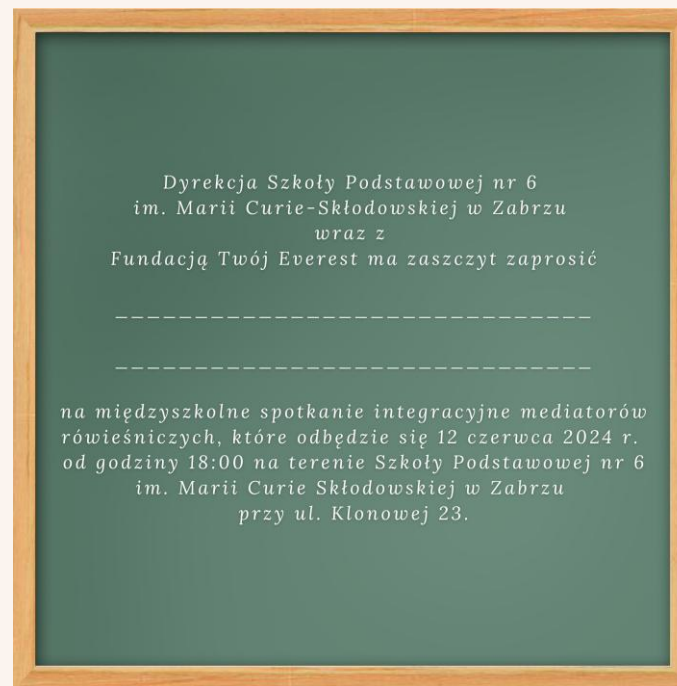 Dyrekcja Szkoły Podstawowej nr 6
im. Marii Curie-Skłodowskiej w Zabrzu
wraz z
Fundacją Twój Everest ma zaszczyt zaprosić
______________________________
______________________________
na międzyszkolne spotkanie integracyjne mediatorów
rówieśniczych, które odbędzie się 12 czerwca 2024 r.
od godziny 18:00 na terenie Szkoły Podstawowej nr 6
im. Marii Curie Skłodowskiej w Zabrzu
przy ul. Klonowej 23.